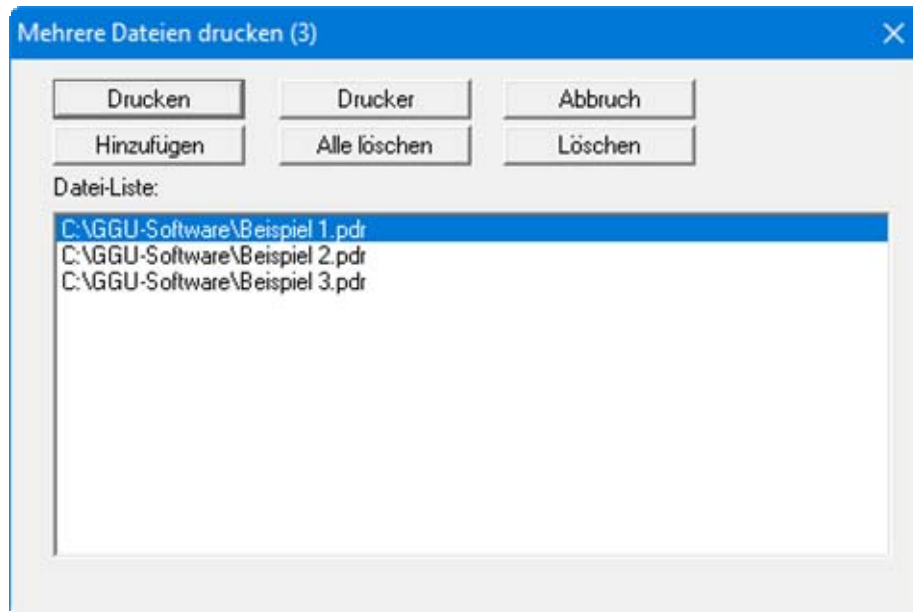 Mehrere Dateien drucken (3)
Drucken Drucker Abbruch
Hinzufügen Alle löschen Löschen
Datei-Liste:
C:\GGU-Software\Beispiel 1.pdr
C:\GGU-Software\Beispiel 2.pdr
C:\GGU-Software\Beispiel 3.pdr